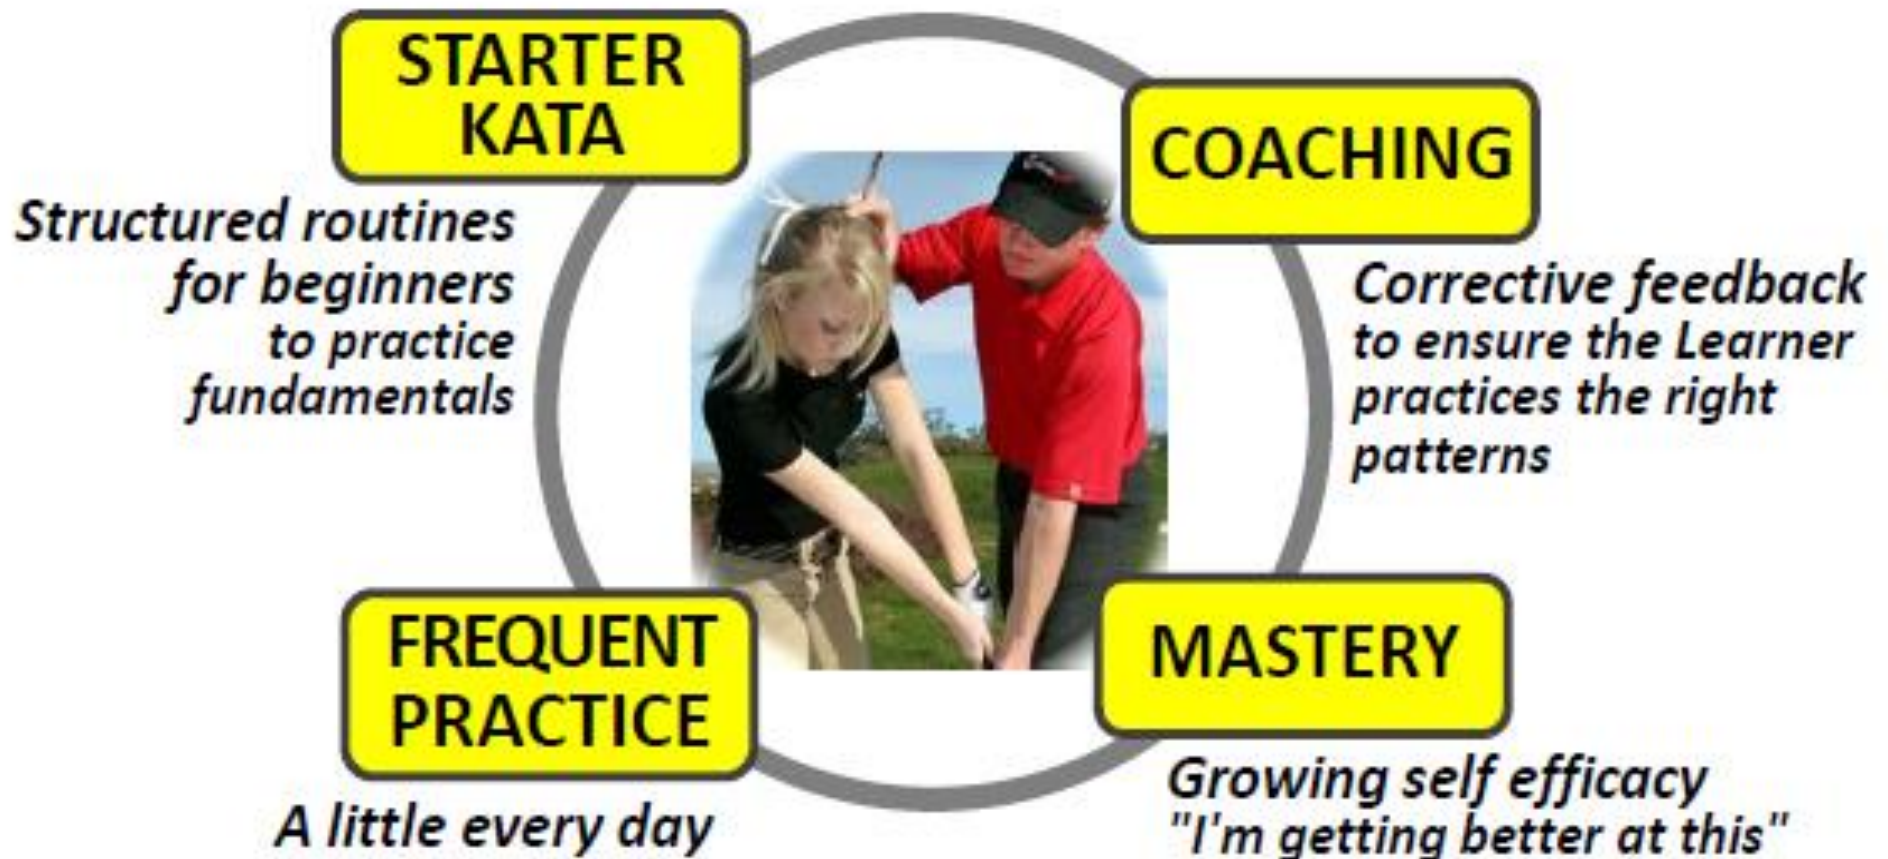 STARTER
KATA
Structured routines
for beginners
to practice
fundamentals
COACHING
Corrective feedback
to ensure the Learner
practices the right
patterns
FREQUENT
PRACTICE
A little every day
MASTERY
Growing self efficacy
"I'm getting better at this"